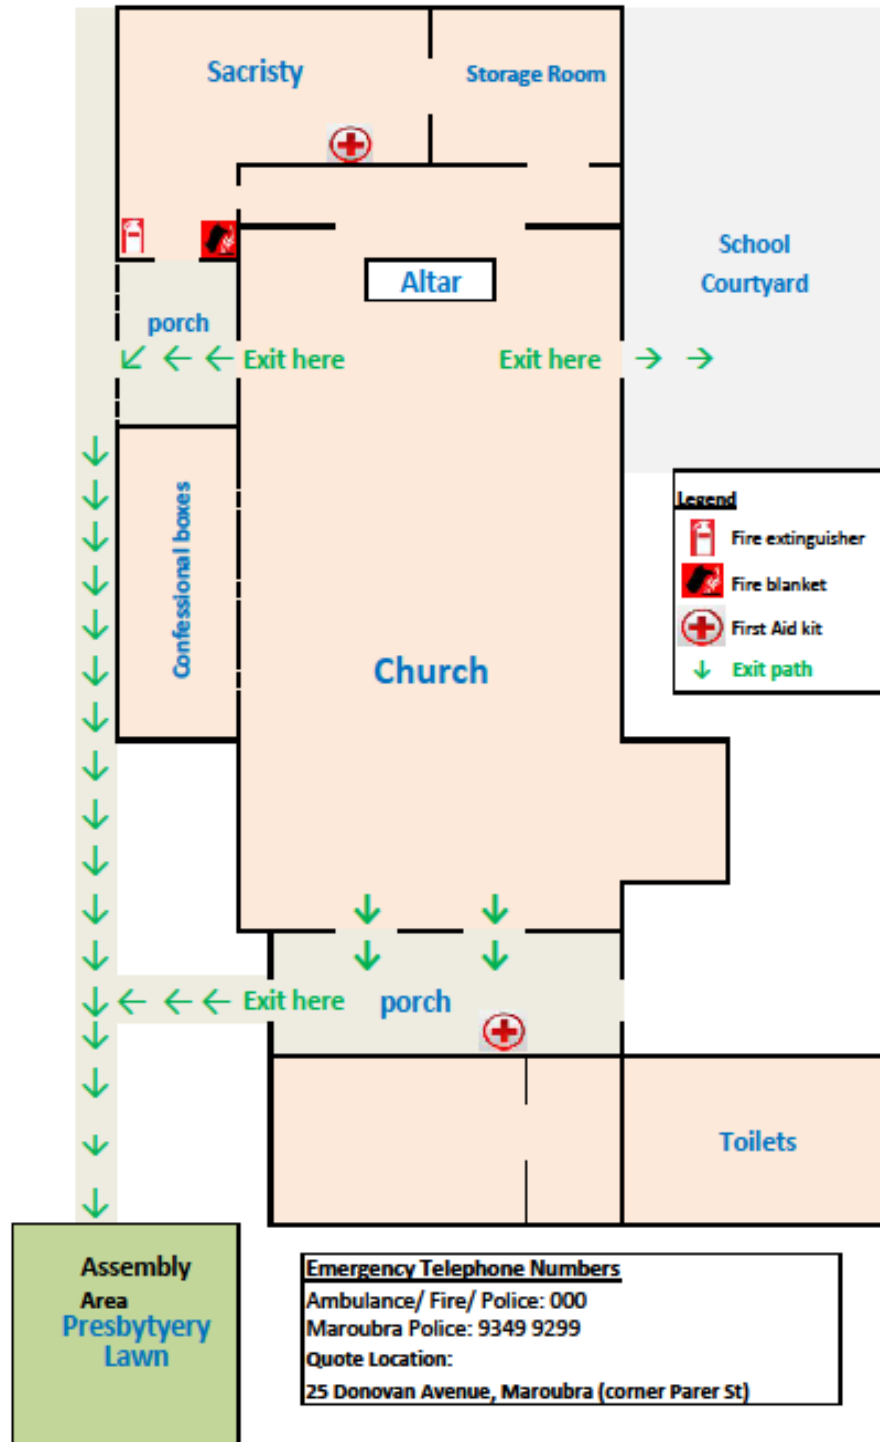 Sacristy
Storage Room
School
Courtyard
Altar
porch
Exit here
Exit here
Confessional boxes
Legend
Fire extinguisher
Fire blanket
First Aid kit
Exit path
Church
Exit here
porch
Toilets
Assembly
Area
Presbytyery
Lawn
Emergency Telephone Numbers
Ambulance/ Fire/ Police: 000
Maroubra Police: 9349 9299
Quote Location:
25 Donovan Avenue, Maroubra (corner Parer St)